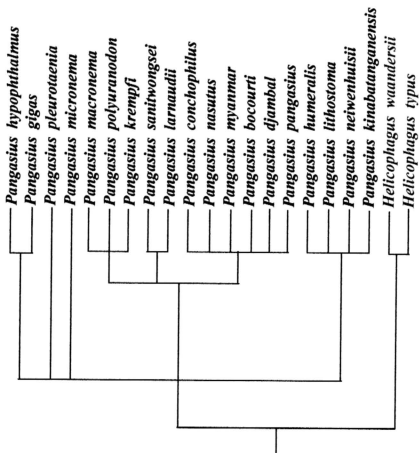 Pangasius hypophthalmus
Pangasius gigas
Pangasius pleurotaenia
Pangasius micronema
Pangasius macronema
Pangasius polyuranodon
Pangasius krempfi
Pangasius sanitwongsei
Pangasius larnaudii
Pangasius conchophilus
Pangasius nasutus
Pangasius myanmar
Pangasius bocourti
Pangasius djambal
Pangasius pangasius
Pangasius humeralis
Pangasius lithostoma
Pangasius neiwenhuisii
Pangasius kinabatanganensis
Helicophagus waandersii
Helicophagus typus